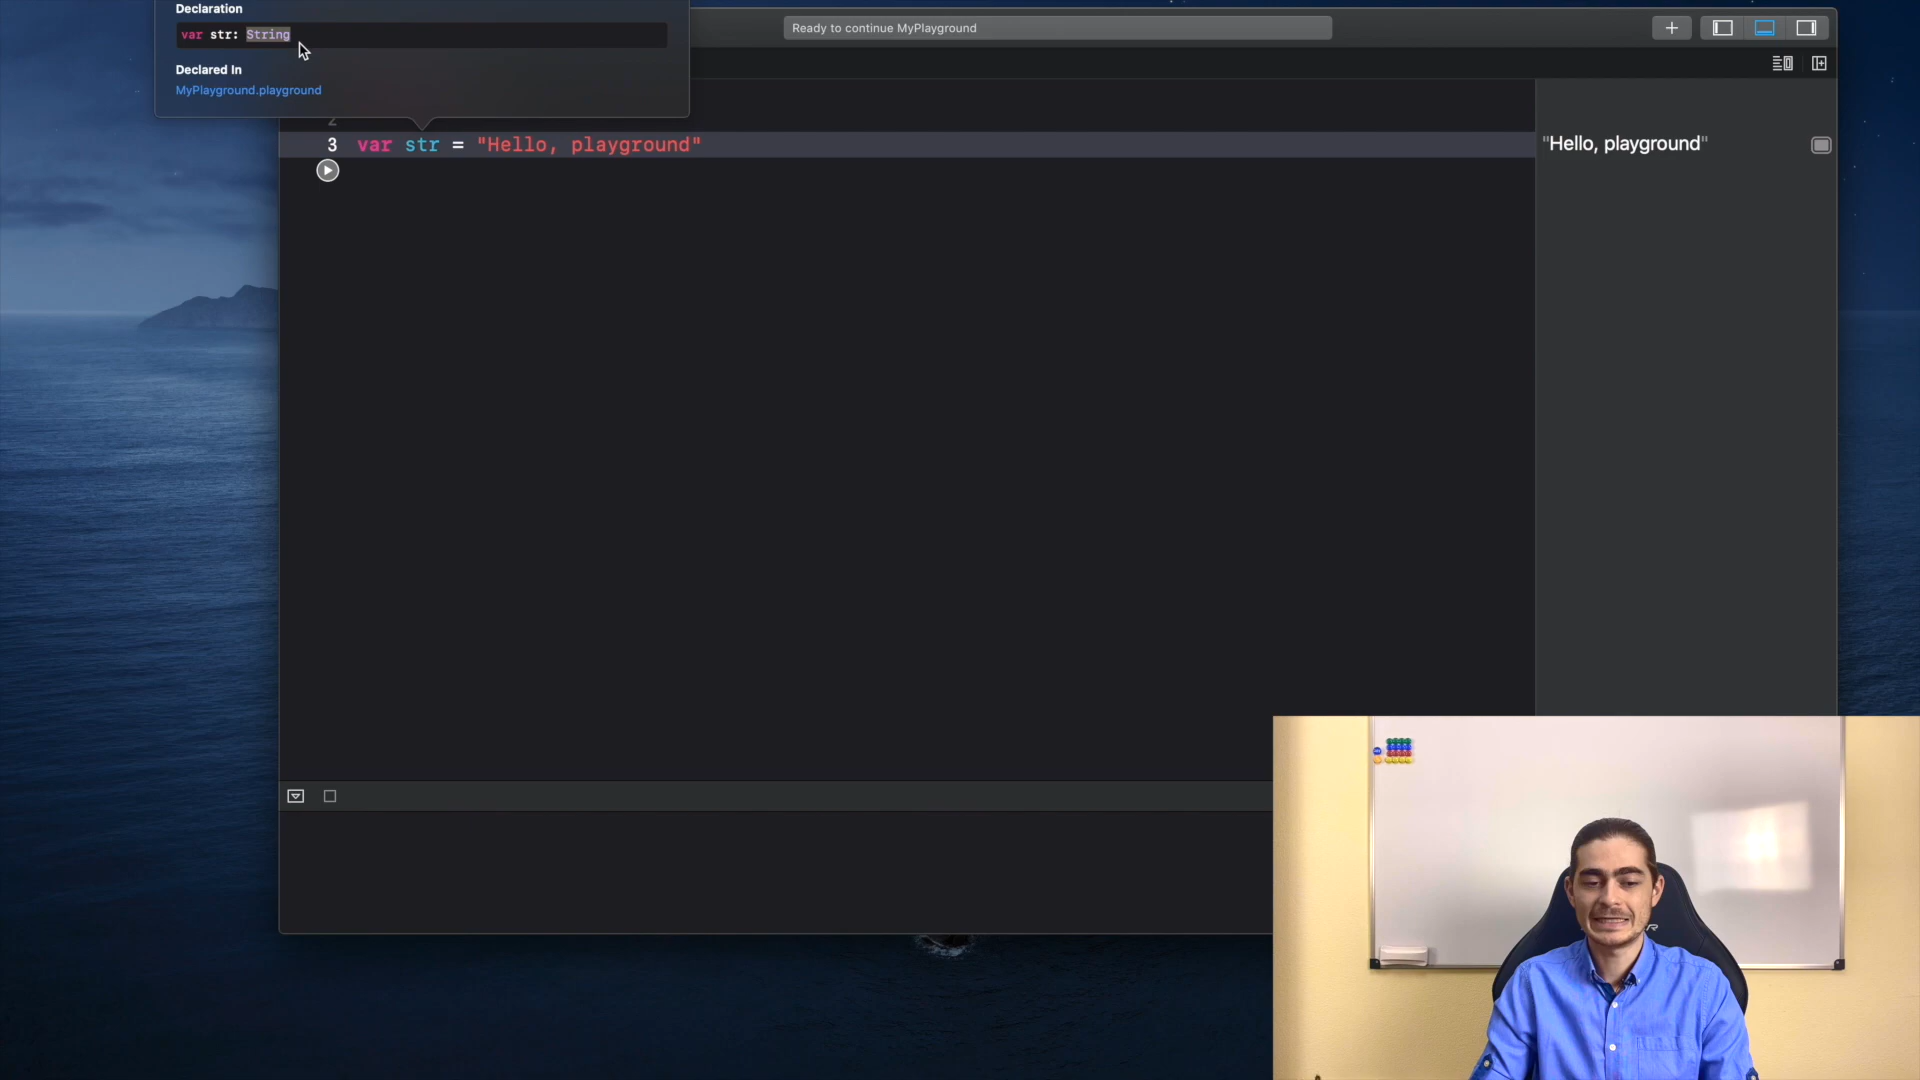 Declaration
var str: String
Declared In
MyPlayground.playground
Ready to continue MyPlayground
2
3 var str = "Hello, playground"
"Hello, playground"